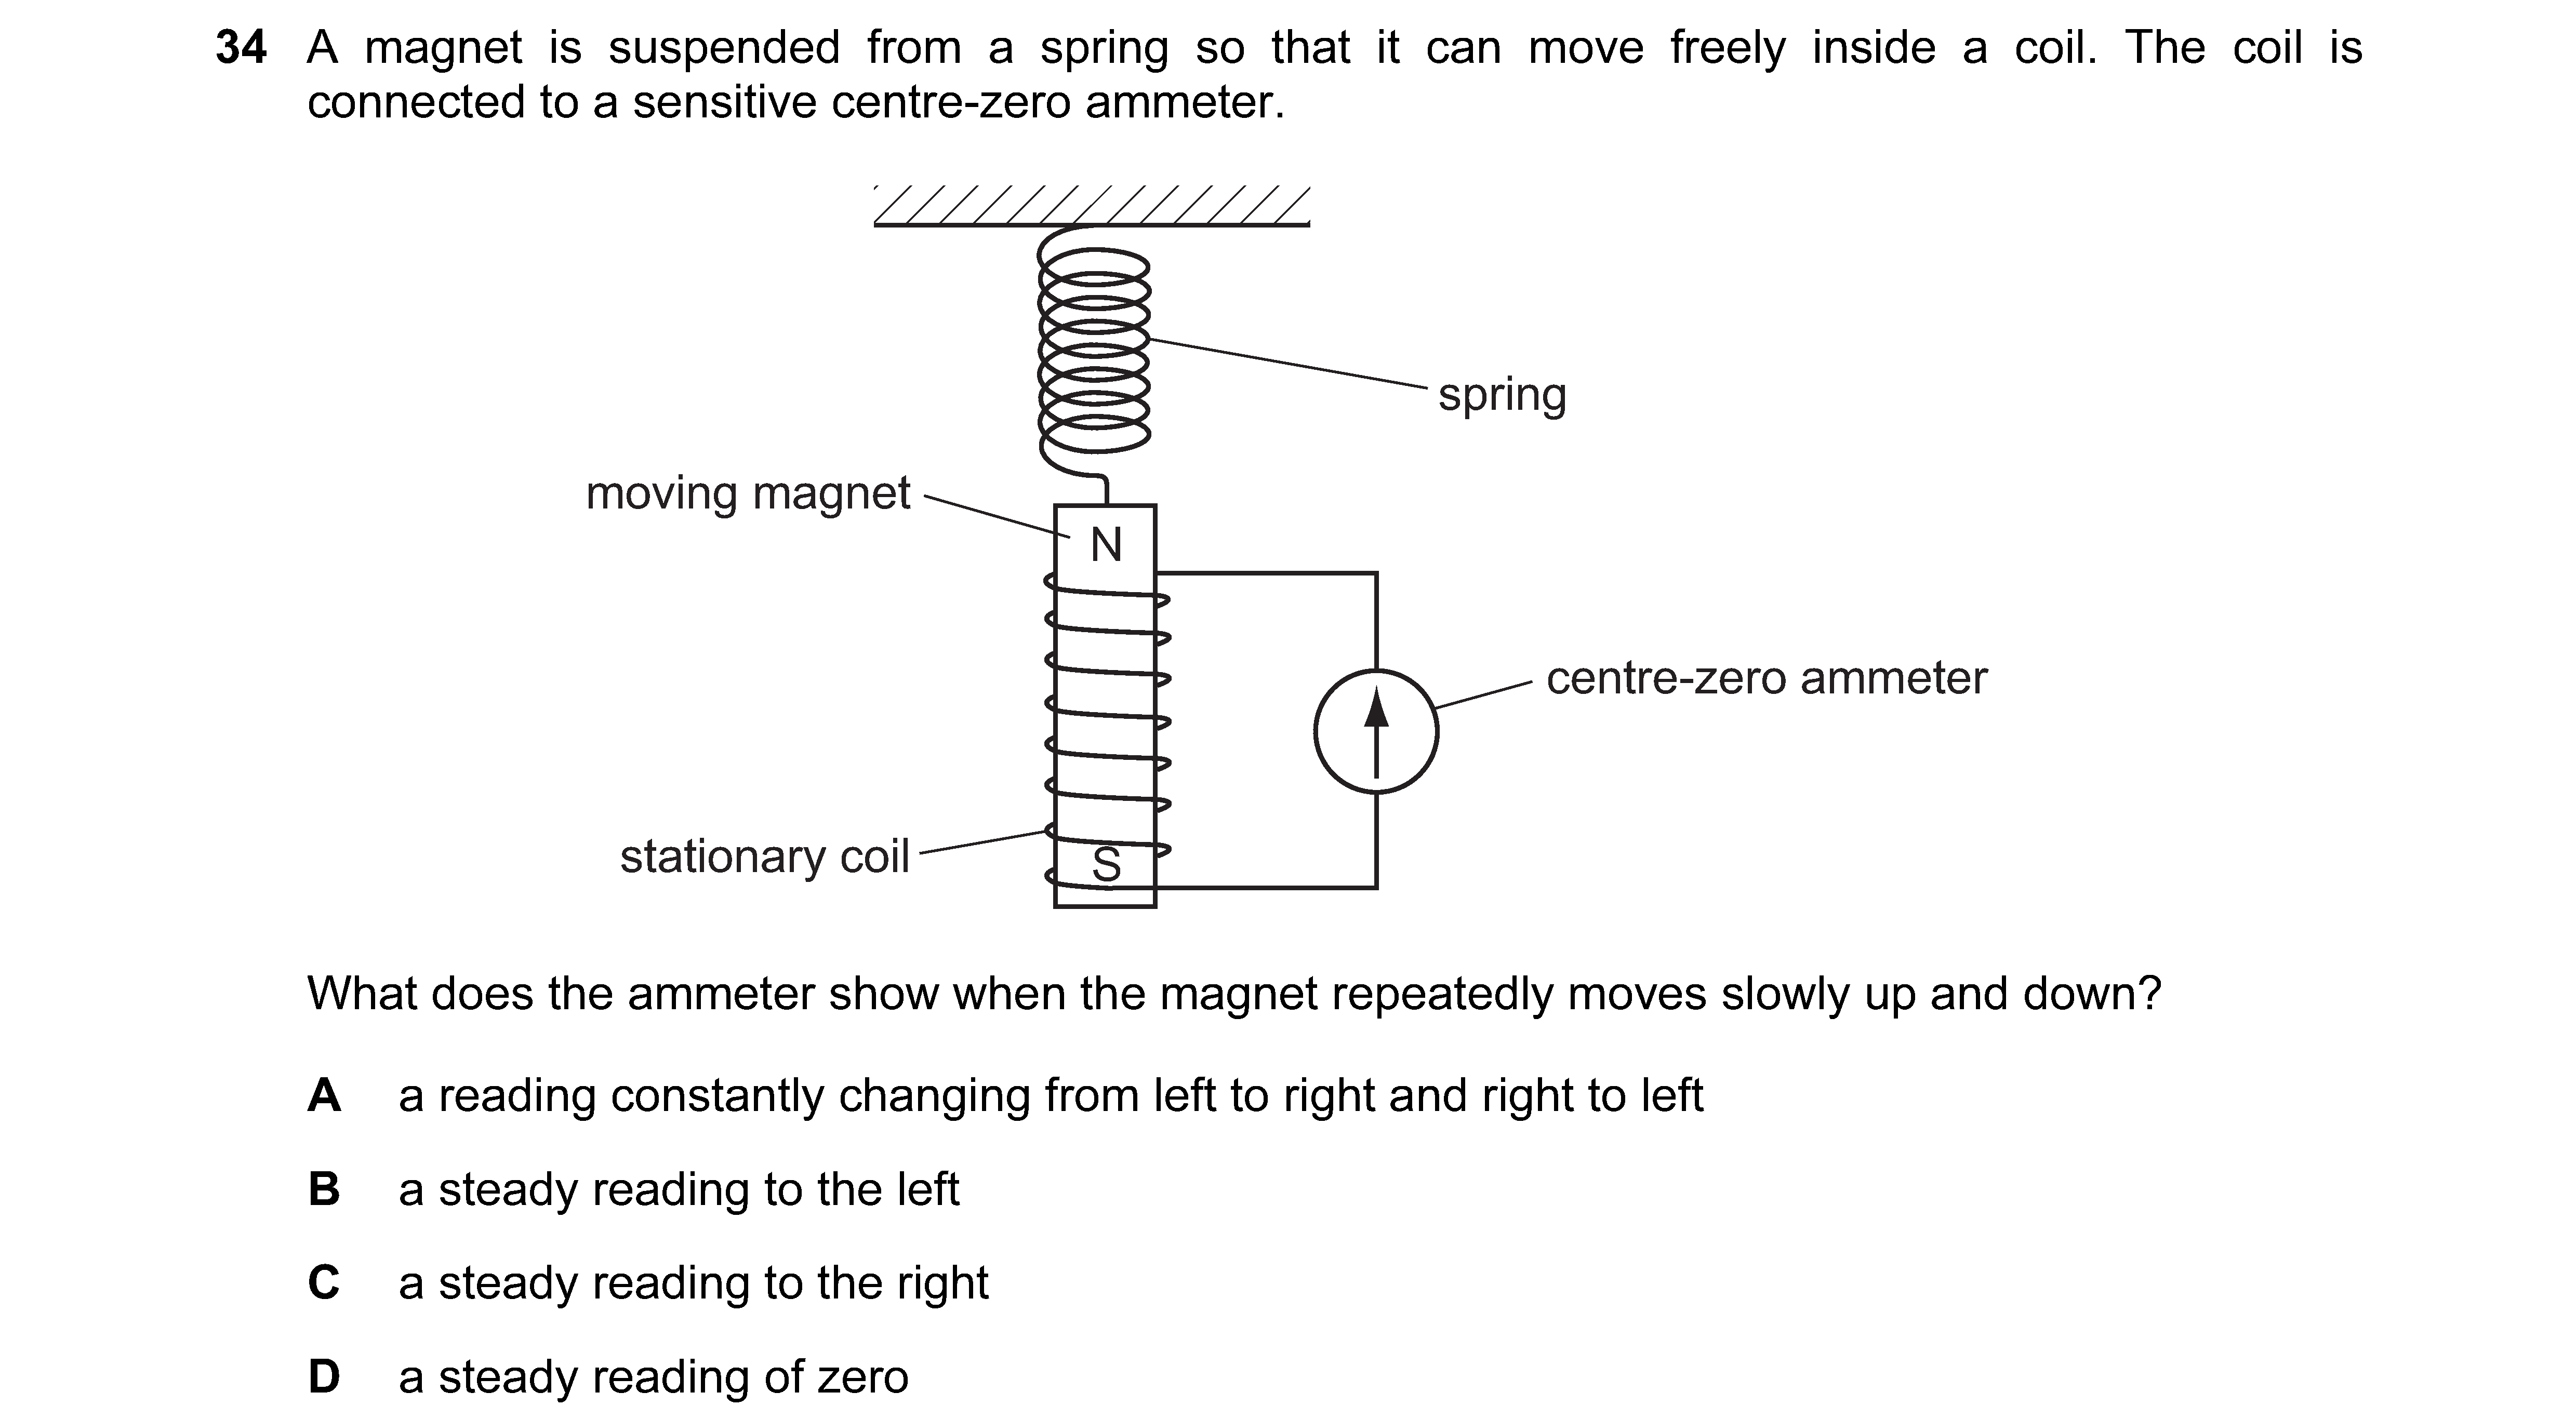 34 A magnet is suspended from a spring so that it can move freely inside a coil. The coil is
connected to a sensitive centre-zero ammeter.
spring
moving magnet
N
centre-zero ammeter
stationary coil
S
What does the ammeter show when the magnet repeatedly moves slowly up and down?
A a reading constantly changing from left to right and right to left
B a steady reading to the left
C a steady reading to the right
D a steady reading of zero